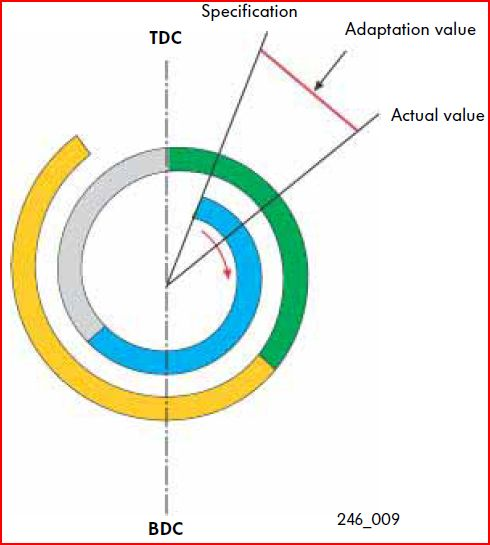 Specification
TDC
Adaptation value
Actual value
246_009
BDC